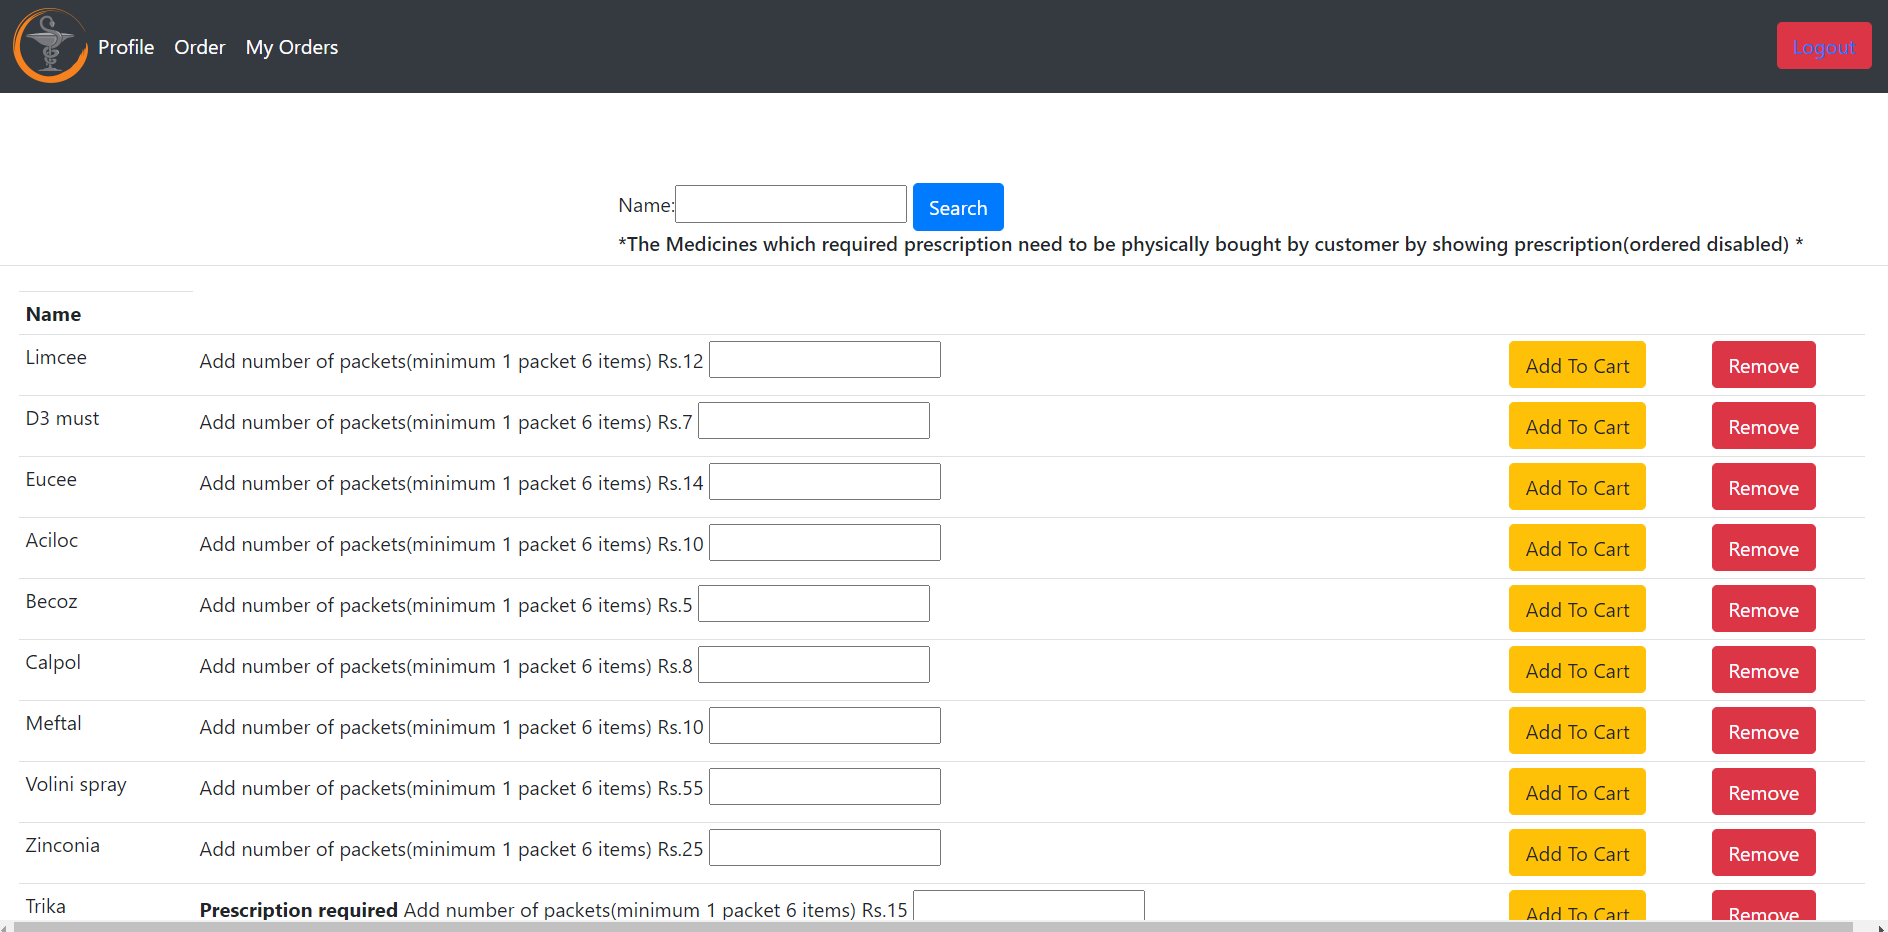 Profile Order My Orders Logout
Name: Search
*The Medicines which required prescription need to be physically bought by customer by showing prescription(ordered disabled) *
Name
Limcee Add number of packets(minimum 1 packet 6 items) Rs.12 Add To Cart Remove
D3 must Add number of packets(minimum 1 packet 6 items) Rs.7 Add To Cart Remove
Eucee Add number of packets(minimum 1 packet 6 items) Rs.14 Add To Cart Remove
Aciloc Add number of packets(minimum 1 packet 6 items) Rs.10 Add To Cart Remove
Becoz Add number of packets(minimum 1 packet 6 items) Rs.5 Add To Cart Remove
Calpol Add number of packets(minimum 1 packet 6 items) Rs.8 Add To Cart Remove
Meftal Add number of packets(minimum 1 packet 6 items) Rs.10 Add To Cart Remove
Volini spray Add number of packets(minimum 1 packet 6 items) Rs.55 Add To Cart Remove
Zinconia Add number of packets(minimum 1 packet 6 items) Rs.25 Add To Cart Remove
Trika Prescription required Add number of packets(minimum 1 packet 6 items) Rs.15 Add To Cart Remove